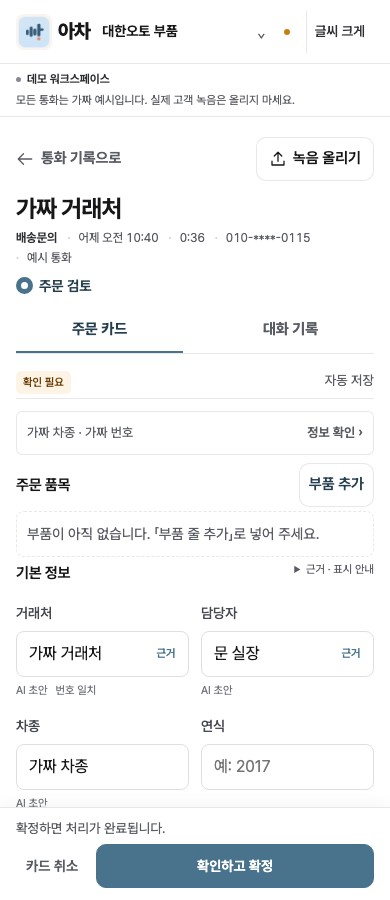 아차 대한오토 부품 글씨 크게
데모 워크스페이스
모든 통화는 가짜 예시입니다. 실제 고객 녹음은 올리지 마세요.
← 통화 기록으로 녹음 올리기
가짜 거래처
배송문의 · 어제 오전 10:40 · 0:36 · 010-****-0115
· 예시 통화
주문 검토
주문 카드 대화 기록
확인 필요 자동 저장
가짜 차종 · 가짜 번호 정보 확인 ›
주문 품목 부품 추가
부품이 아직 없습니다. 「부품 줄 추가」로 넣어 주세요.
기본 정보 ▶ 근거 · 표시 안내
거래처 담당자
가짜 거래처 근거 문 실장 근거
AI 초안 번호 일치 AI 초안
차종 연식
가짜 차종 예: 2017
AI 초안
확정하면 처리가 완료됩니다.
카드 취소 확인하고 확정